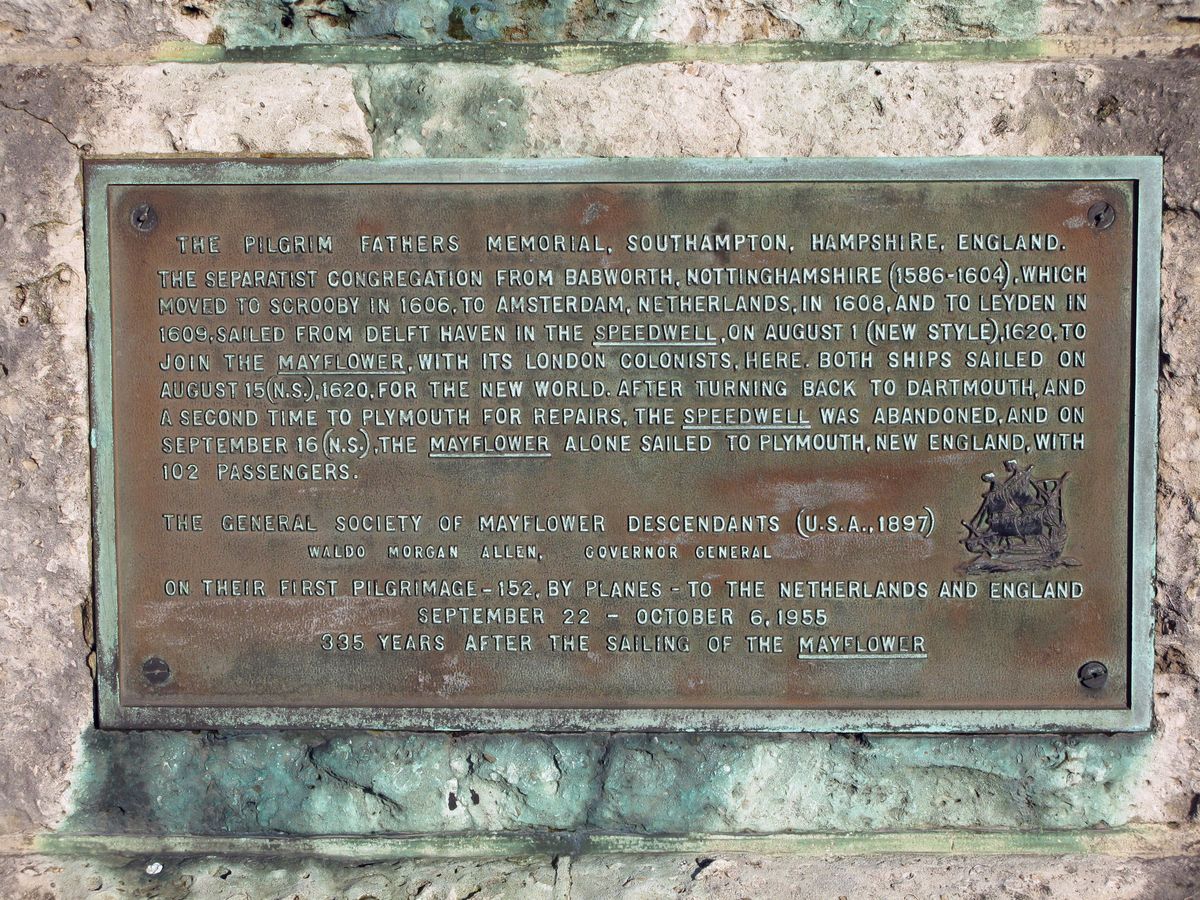 THE PILGRIM FATHERS MEMORIAL, SOUTHAMPTON, HAMPSHIRE, ENGLAND.
THE SEPARATIST CONGREGATION FROM BABWORTH, NOTTINGHAMSHIRE (1586-1604), WHICH
MOVED TO SCROOBY IN 1606, TO AMSTERDAM, NETHERLANDS, IN 1608, AND TO LEYDEN IN
1609, SAILED FROM DELFT HAVEN IN THE SPEEDWELL, ON AUGUST 1 (NEW STYLE), 1620, TO
JOIN THE MAYFLOWER, WITH ITS LONDON COLONISTS, HERE. BOTH SHIPS SAILED ON
AUGUST 15 (N.S.), 1620, FOR THE NEW WORLD. AFTER TURNING BACK TO DARTMOUTH, AND
A SECOND TIME TO PLYMOUTH FOR REPAIRS, THE SPEEDWELL WAS ABANDONED, AND ON
SEPTEMBER 16 (N.S.), THE MAYFLOWER ALONE SAILED TO PLYMOUTH, NEW ENGLAND, WITH
102 PASSENGERS.
THE GENERAL SOCIETY OF MAYFLOWER DESCENDANTS (U.S.A., 1897)
WALDO MORGAN ALLEN, GOVERNOR GENERAL
ON THEIR FIRST PILGRIMAGE - 152, BY PLANES - TO THE NETHERLANDS AND ENGLAND
SEPTEMBER 22 - OCTOBER 6, 1955
335 YEARS AFTER THE SAILING OF THE MAYFLOWER